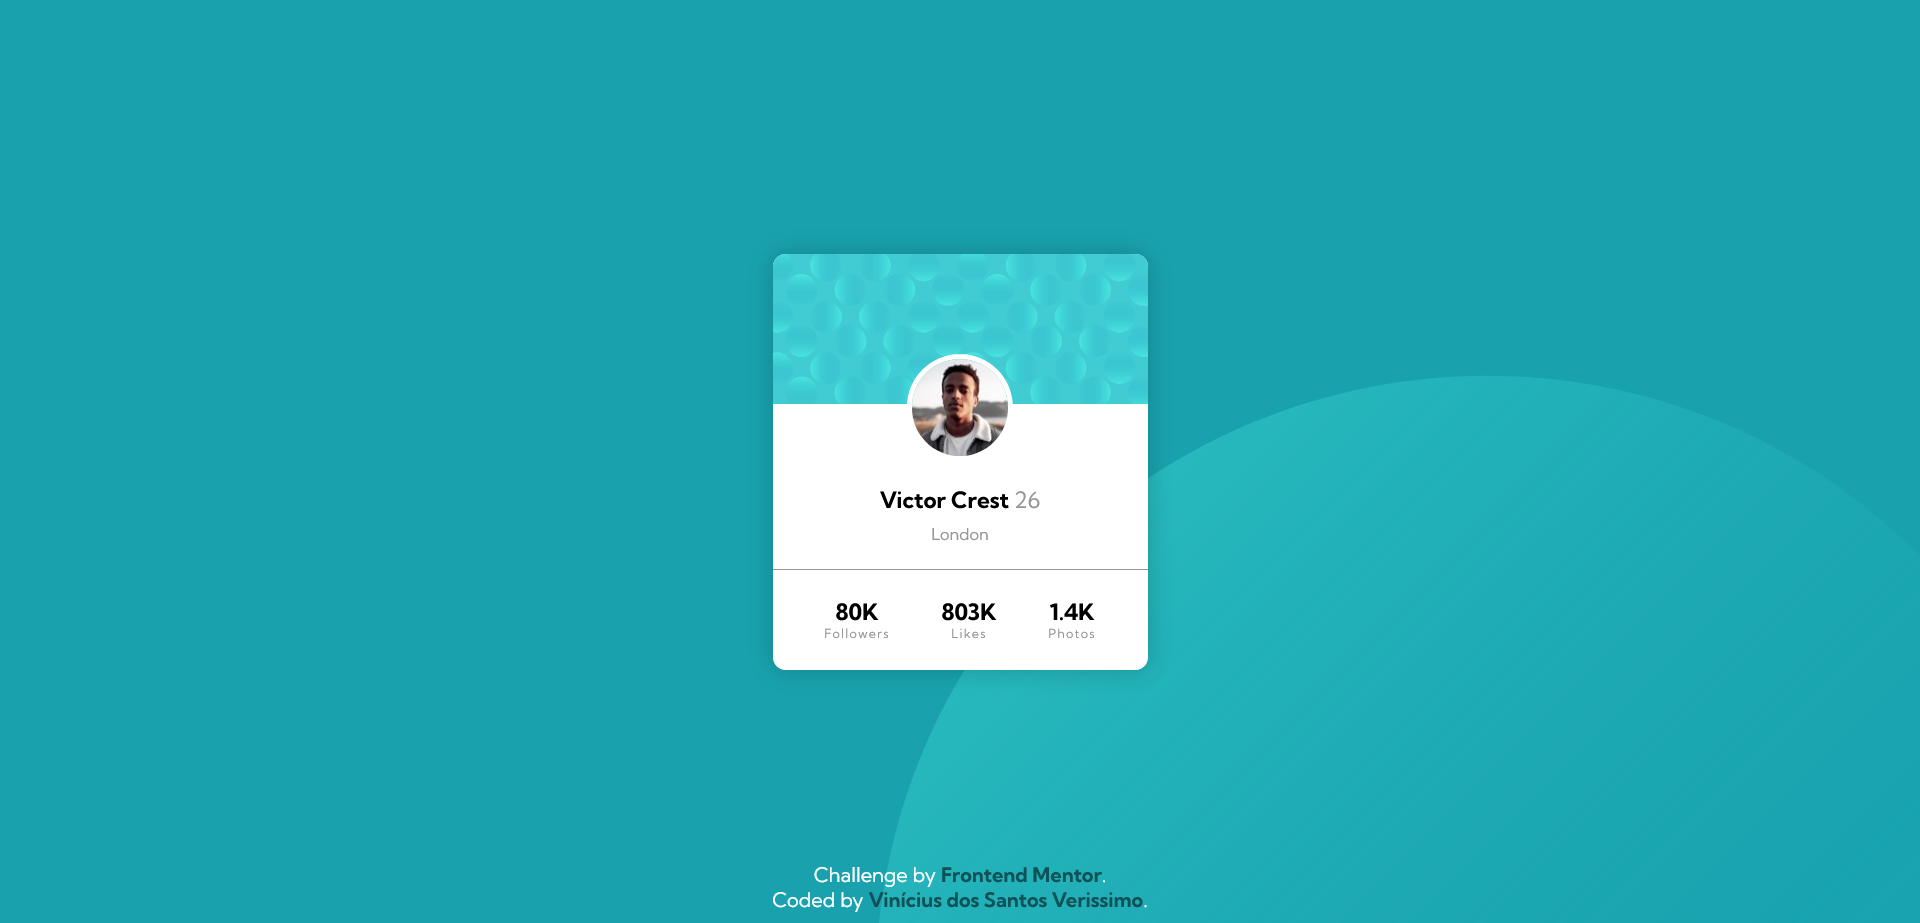 Victor Crest 26
London
80K 803K 1.4K
Followers Likes Photos
Challenge by Frontend Mentor.
Coded by Vinícius dos Santos Verissimo.